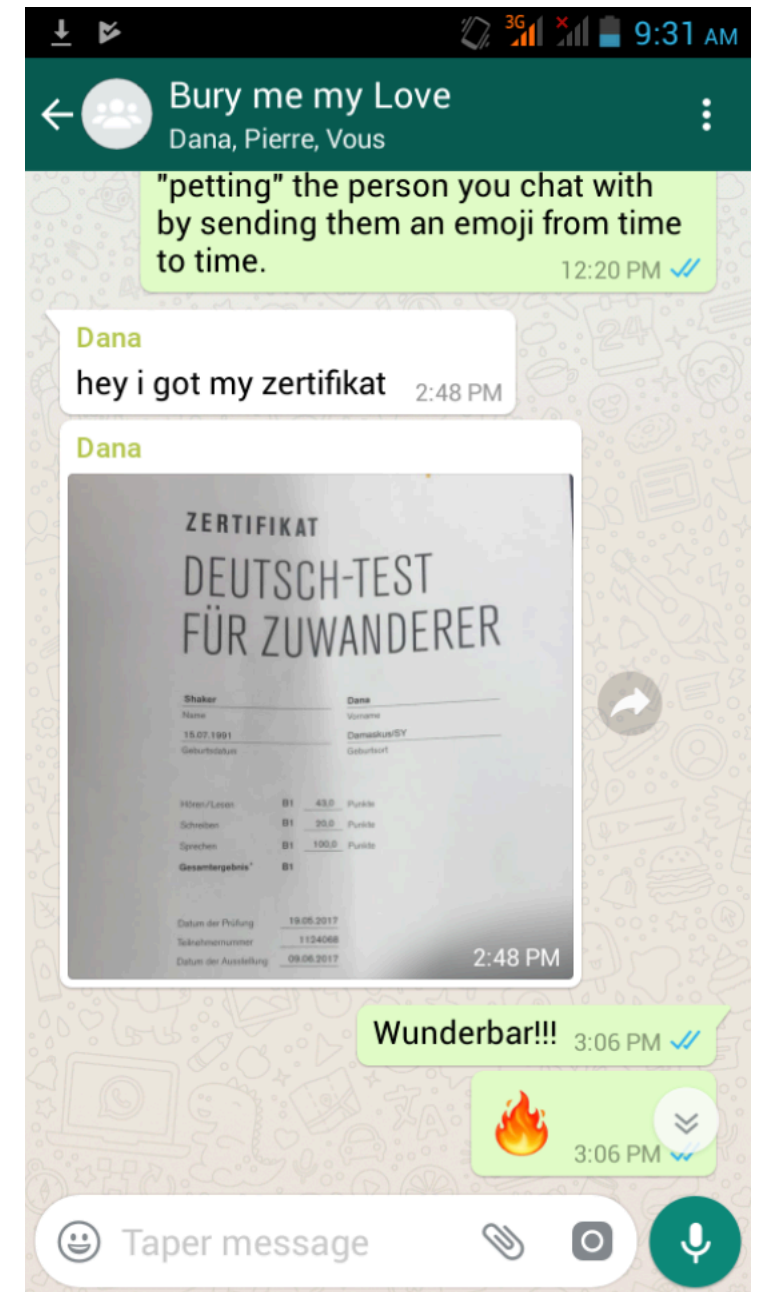 3G 9:31 AM
Bury me my Love
Dana, Pierre, Vous
"petting" the person you chat with
by sending them an emoji from time
to time. 12:20 PM
Dana
hey i got my zertifikat 2:48 PM
Dana
ZERTIFIKAT
DEUTSCH-TEST
FÜR ZUWANDERER
Shaker Dana
Name Vorname
15.07.1991 Damaskus/SY
Geburtsdatum Geburtsort
Hören/Lesen B1 43,0 Punkte
Schreiben B1 20,0 Punkte
Sprechen B1 100,0 Punkte
Gesamtergebnis* B1
Datum der Prüfung 19.05.2017
Teilnehmernummer 1124068
Datum der Ausstellung 09.06.2017
2:48 PM
Wunderbar!!! 3:06 PM
3:06 PM
Taper message